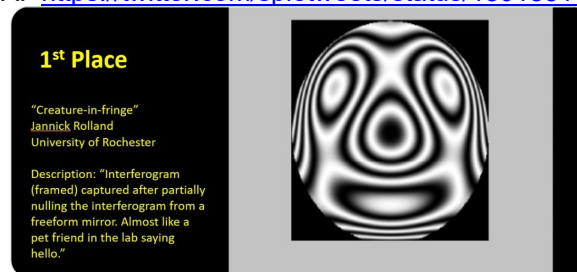 1st Place
"Creature-in-fringe"
Jannick Rolland
University of Rochester
Description: "Interferogram
(framed) captured after partially
nulling the interferogram from a
freeform mirror. Almost like a
pet friend in the lab saying
hello."